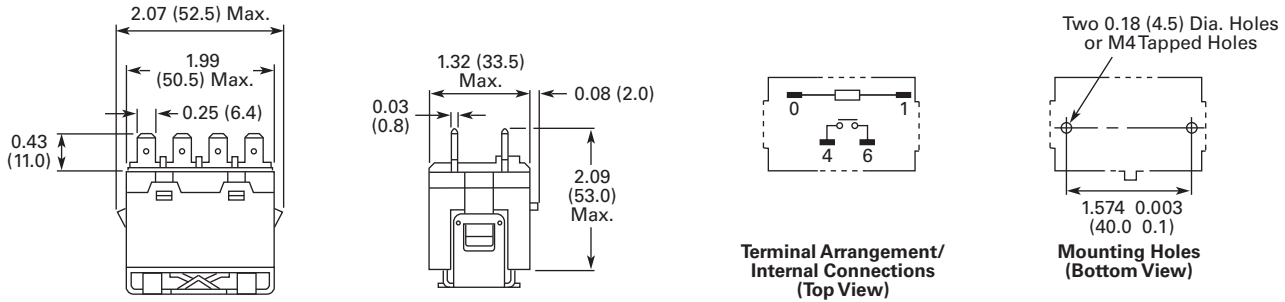 2.07 (52.5) Max.
1.99
(50.5) Max.
0.25 (6.4)
0.43
(11.0)
1.32 (33.5)
Max.
0.03
(0.8)
0.08 (2.0)
2.09
(53.0)
Max.
0
1
4
6
Terminal Arrangement/
Internal Connections
(Top View)
Two 0.18 (4.5) Dia. Holes
or M4 Tapped Holes
1.574 0.003
(40.0 0.1)
Mounting Holes
(Bottom View)